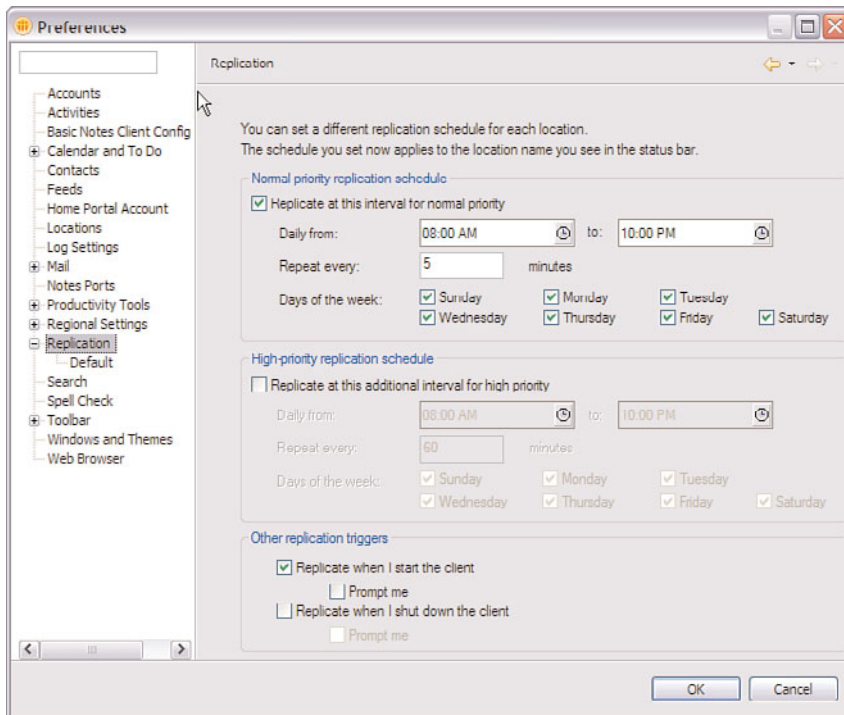 Preferences
Replication
Accounts
Activities
Basic Notes Client Config
Calendar and To Do
Contacts
Feeds
Home Portal Account
Locations
Log Settings
Mail
Notes Ports
Productivity Tools
Regional Settings
Replication
Default
Search
Spell Check
Toolbar
Windows and Themes
Web Browser
You can set a different replication schedule for each location.
The schedule you set now applies to the location name you see in the status bar.
Normal priority replication schedule
Replicate at this interval for normal priority
Daily from: 08:00 AM to: 10:00 PM
Repeat every: 5 minutes
Days of the week: Sunday Monday Tuesday
Wednesday Thursday Friday Saturday
High-priority replication schedule
Replicate at this additional interval for high priority
Daily from: 08:00 AM to: 10:00 PM
Repeat every: 60 minutes
Days of the week: Sunday Monday Tuesday
Wednesday Thursday Friday Saturday
Other replication triggers
Replicate when I start the client
Prompt me
Replicate when I shut down the client
Prompt me
OK Cancel